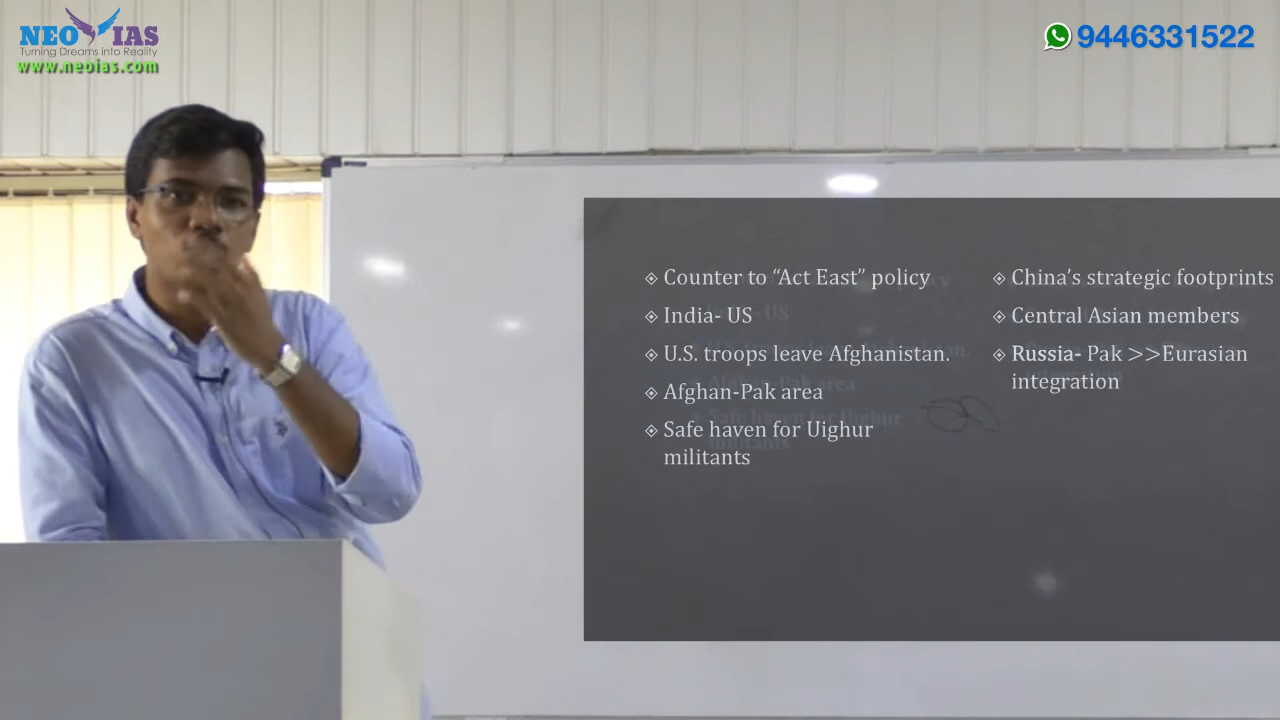 NEO IAS
Turning Dreams into Reality
www.neoias.com
9446331522
Counter to “Act East” policy
India- US
U.S. troops leave Afghanistan.
Afghan-Pak area
Safe haven for Uighur
militants
China’s strategic footprints
Central Asian members
Russia- Pak >>Eurasian
integration